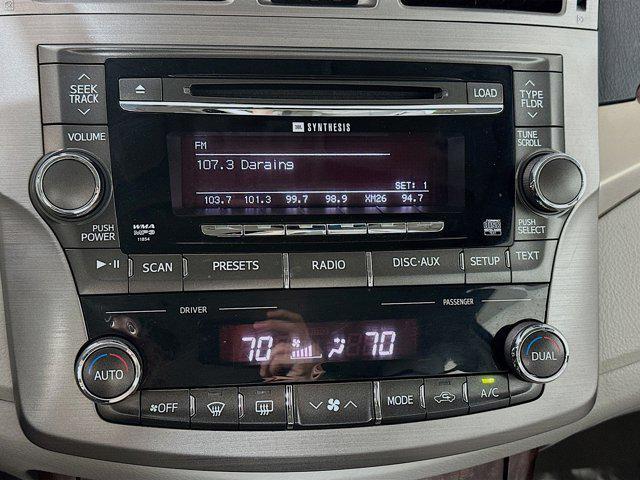 SEEK
TRACK
LOAD
TYPE
FLDR
JBL SYNTHESIS
VOLUME
FM
107.3 Daraing
SET: 1
103.7 101.3 99.7 98.9 XM26 94.7
TUNE
SCROLL
PUSH
POWER
WMA
MP3
11854
PUSH
SELECT
SCAN
PRESETS
RADIO
DISC·AUX
SETUP
TEXT
DRIVER
PASSENGER
70
70
AUTO
DUAL
OFF
MODE
A/C